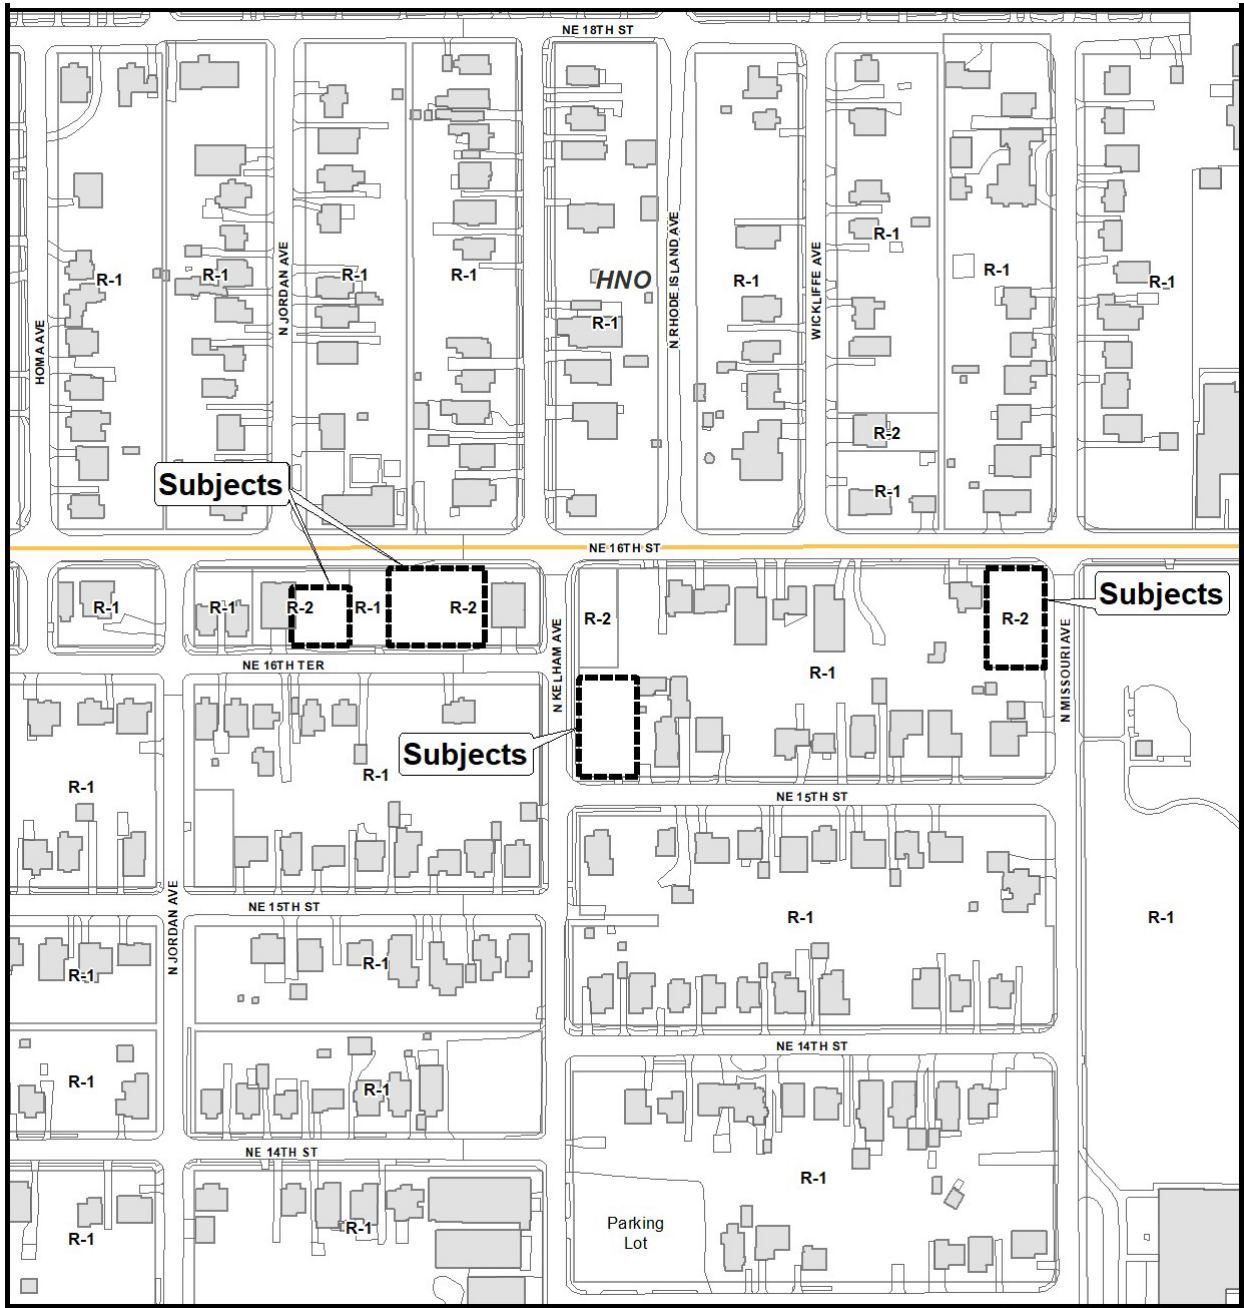 NE 18TH ST
HOMA AVE
N JORDAN AVE
N RHODE ISLAND AVE
WICKLIFFE AVE
R-1
R-1
R-1
R-1
HNO
R-1
R-1
R-1
R-1
R-1
R-2
R-1
Subjects
NE 16TH ST
R-1
R-1
R-2
R-1
R-2
R-2
R-2
Subjects
N KELHAM AVE
N MISSOURI AVE
NE 16TH TER
R-1
Subjects
R-1
R-1
NE 15TH ST
N JORDAN AVE
NE 15TH ST
R-1
R-1
R-1
R-1
NE 14TH ST
R-1
R-1
NE 14TH ST
R-1
Parking
Lot
R-1
R-1